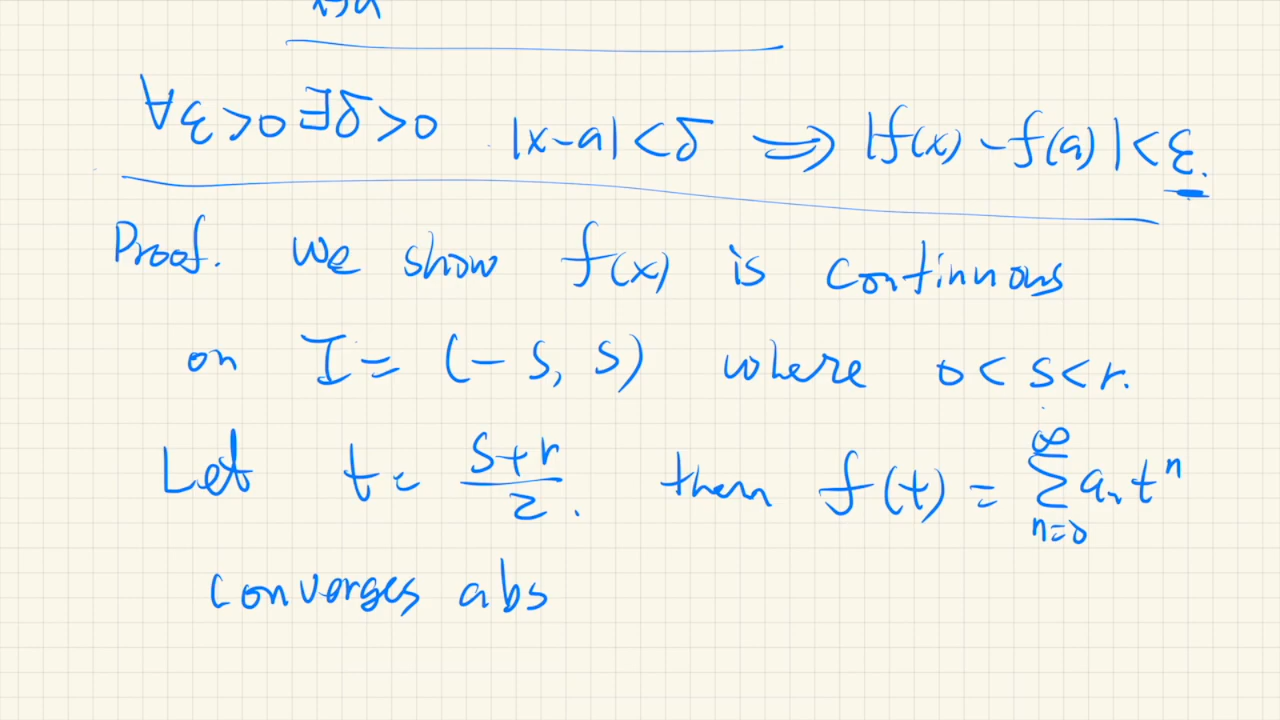 ∀ε>0 ∃δ>0 |x-a|<δ ⟹ |f(x)-f(a)|<ε.
Proof. We show f(x) is continuous
on I = (-s, s) where 0<s<r.
Let t = (s+r)/2. then f(t) = ∑_{n=0}^{∞} a_n t^n
converges abs